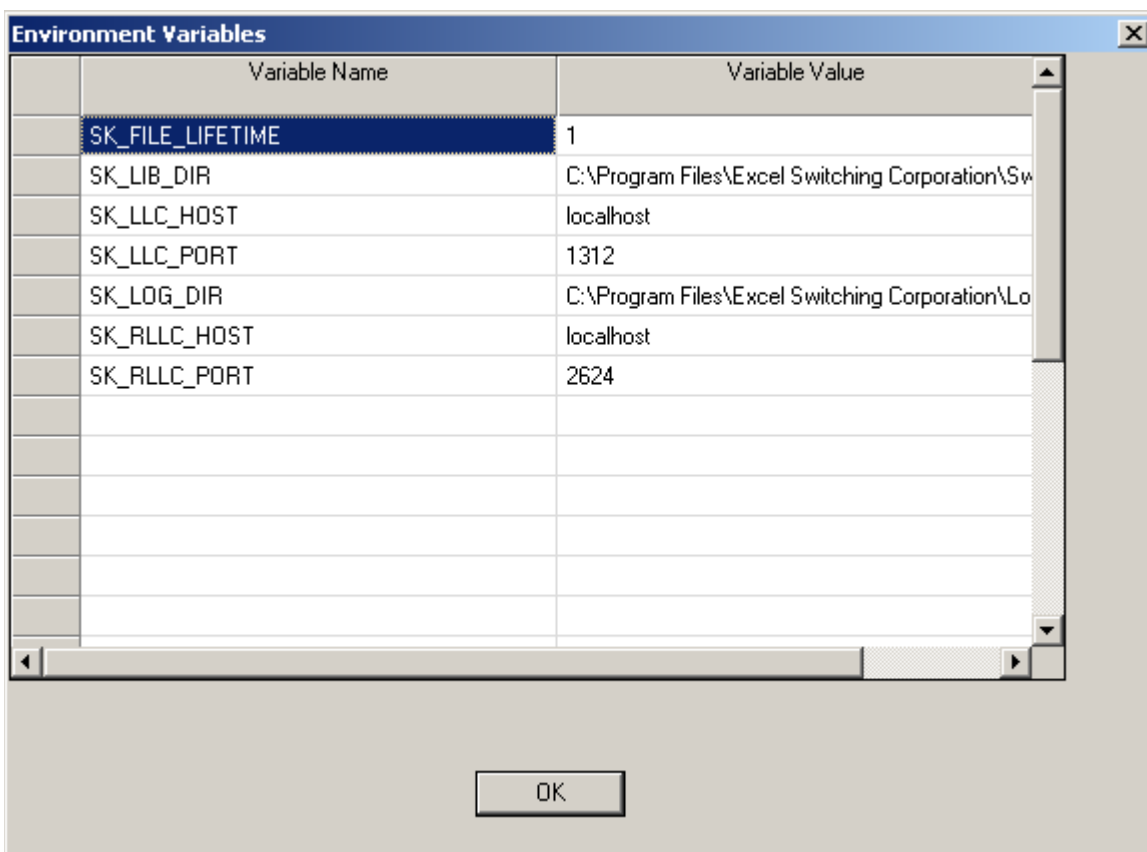 Environment Variables
Variable Name Variable Value
SK_FILE_LIFETIME 1
SK_LIB_DIR C:\Program Files\Excel Switching Corporation\Sw
SK_LLC_HOST localhost
SK_LLC_PORT 1312
SK_LOG_DIR C:\Program Files\Excel Switching Corporation\Lo
SK_RLLC_HOST localhost
SK_RLLC_PORT 2624
OK